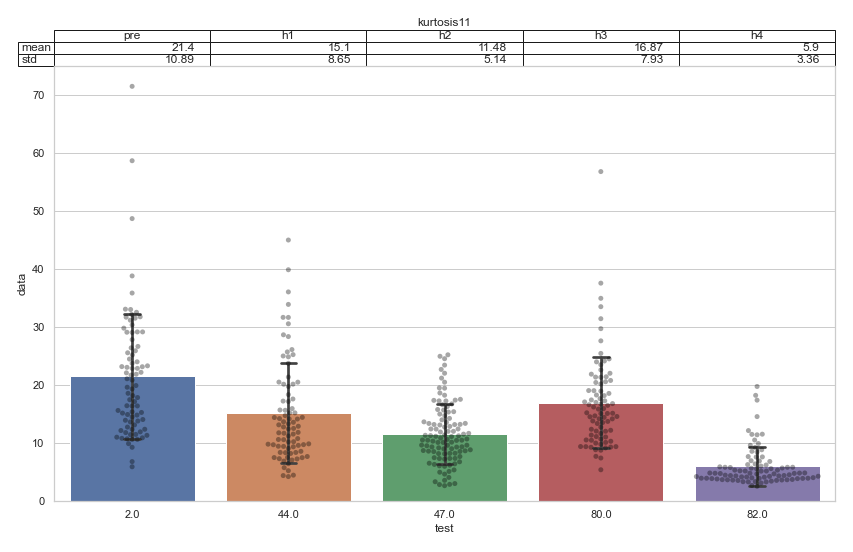 kurtosis11
pre h1 h2 h3 h4
mean 21.4 15.1 11.48 16.87 5.9
std 10.89 8.65 5.14 7.93 3.36
70
60
50
40
30
20
10
0
data
2.0 44.0 47.0 80.0 82.0
test